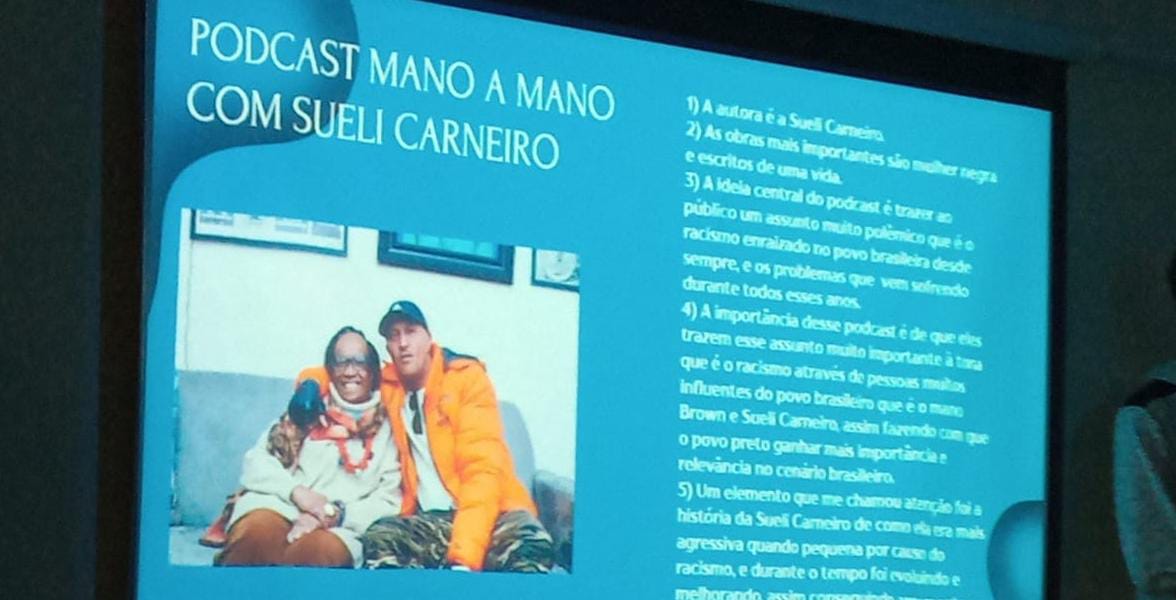 PODCAST MANO A MANO
COM SUELI CARNEIRO
1) A autora é a Sueli Carneiro.
2) As obras mais importantes são mulher negra
e escritos de uma vida.
3) A ideia central do podcast é trazer ao
público um assunto muito polêmico que é o
racismo enraizado no povo brasileira desde
sempre, e os problemas que vem sofrendo
durante todos esses anos.
4) A importância desse podcast é de que eles
trazem esse assunto muito importante à tona
que é o racismo através de pessoas muitos
influentes do povo brasileiro que é o mano
Brown e Sueli Carneiro, assim fazendo com que
o povo preto ganhar mais importância e
relevância no cenário brasileiro.
5) Um elemento que me chamou atenção foi a
história da Sueli Carneiro de como ela era mais
agressiva quando pequena por causa do
racismo, e durante o tempo foi evoluindo e
melhorando, assim conseguindo